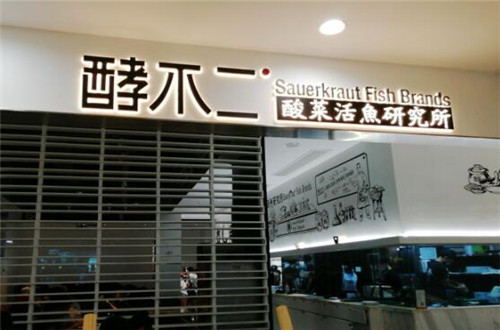 酵不二
Sauerkraut Fish Brands
酸菜活魚研究所